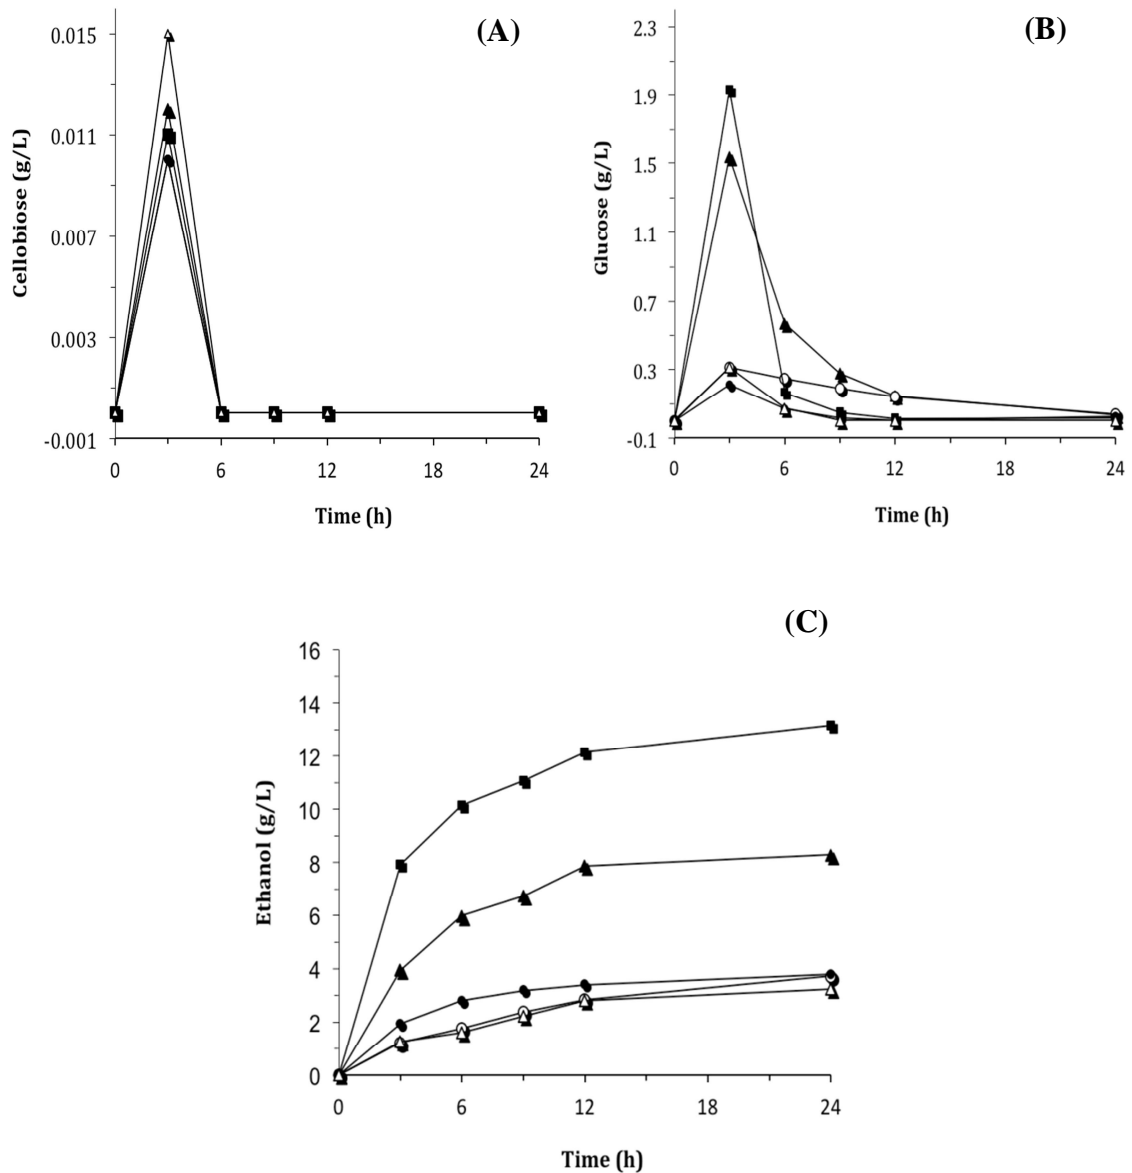 (A)
0.015
0.011
0.007
0.003
-0.001
Cellobiose (g/L)
0 6 12 18 24
Time (h)
(B)
2.3
1.9
1.5
1.1
0.7
0.3
-0.1
Glucose (g/L)
0 6 12 18 24
Time (h)
(C)
16
14
12
10
8
6
4
2
0
Ethanol (g/L)
0 6 12 18 24
Time (h)